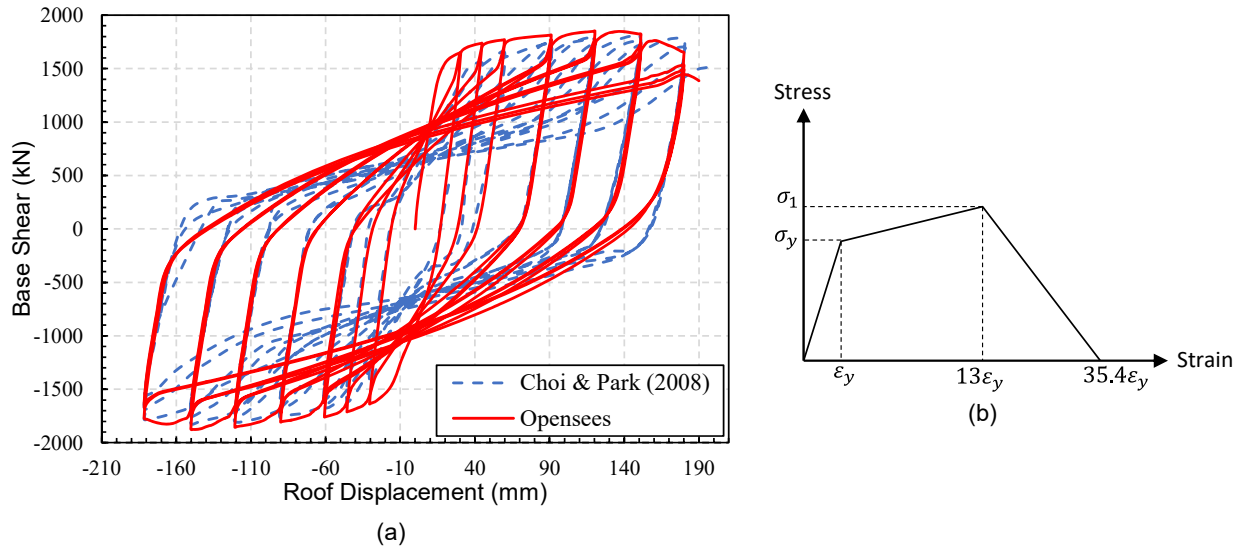 2000
1500
1000
500
0
-500
-1000
-1500
-2000
Base Shear (kN)
-210 -160 -110 -60 -10 40 90 140 190
Roof Displacement (mm)
Choi & Park (2008)
Opensees
(a)
Stress
σ1
σy
εy 13εy 35.4εy
Strain
(b)